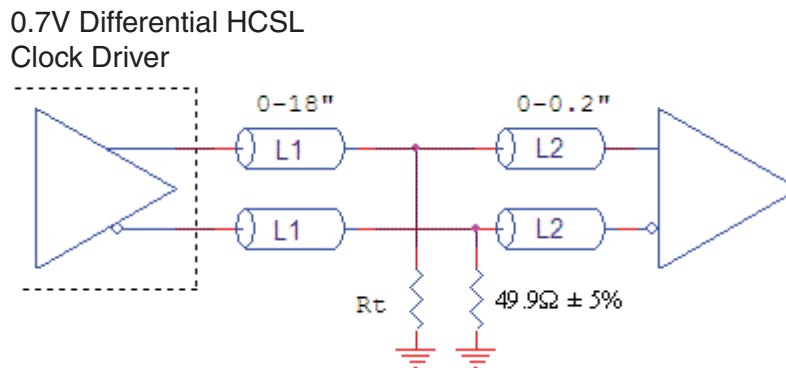 0.7V Differential HCSL
Clock Driver
0-18"
0-0.2"
L1
L2
L1
L2
Rt
49.9Ω ± 5%